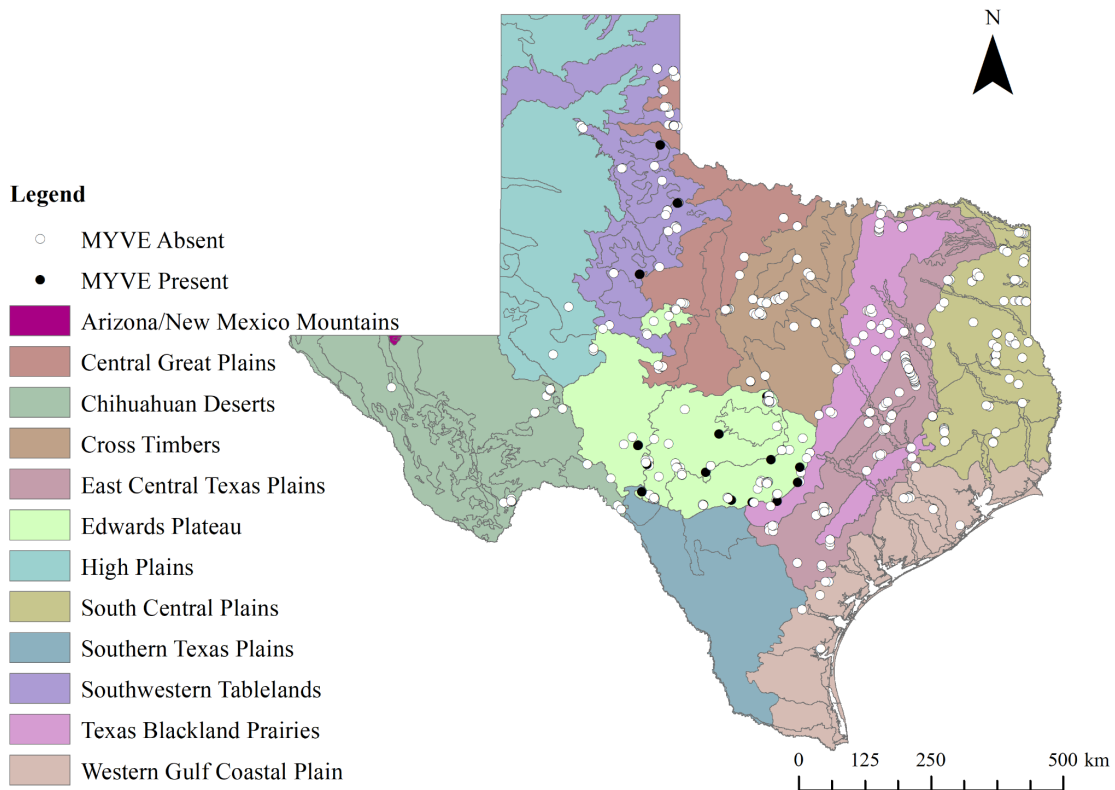 N
Legend
MYVE Absent
MYVE Present
Arizona/New Mexico Mountains
Central Great Plains
Chihuahuan Deserts
Cross Timbers
East Central Texas Plains
Edwards Plateau
High Plains
South Central Plains
Southern Texas Plains
Southwestern Tablelands
Texas Blackland Prairies
Western Gulf Coastal Plain
0 125 250 500 km